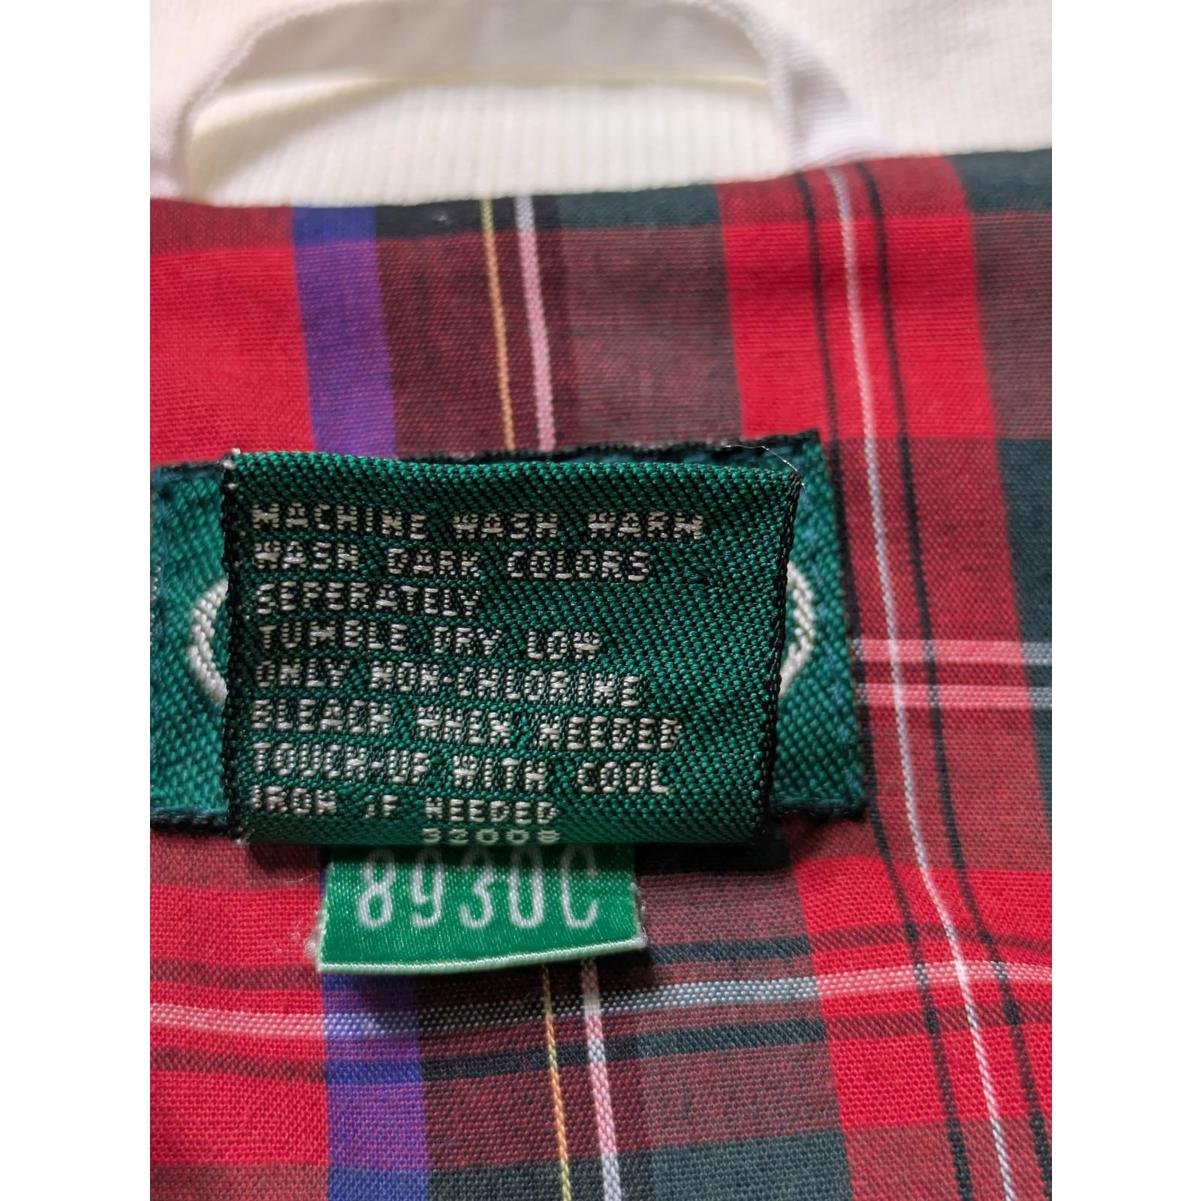 MACHINE WASH WARM
WASH DARK COLORS
SEPERATELY
TUMBLE DRY LOW
ONLY NON-CHLORINE
BLEACH WHEN NEEDED
TOUCH-UP WITH COOL
IRON IF NEEDED
53008
8930C